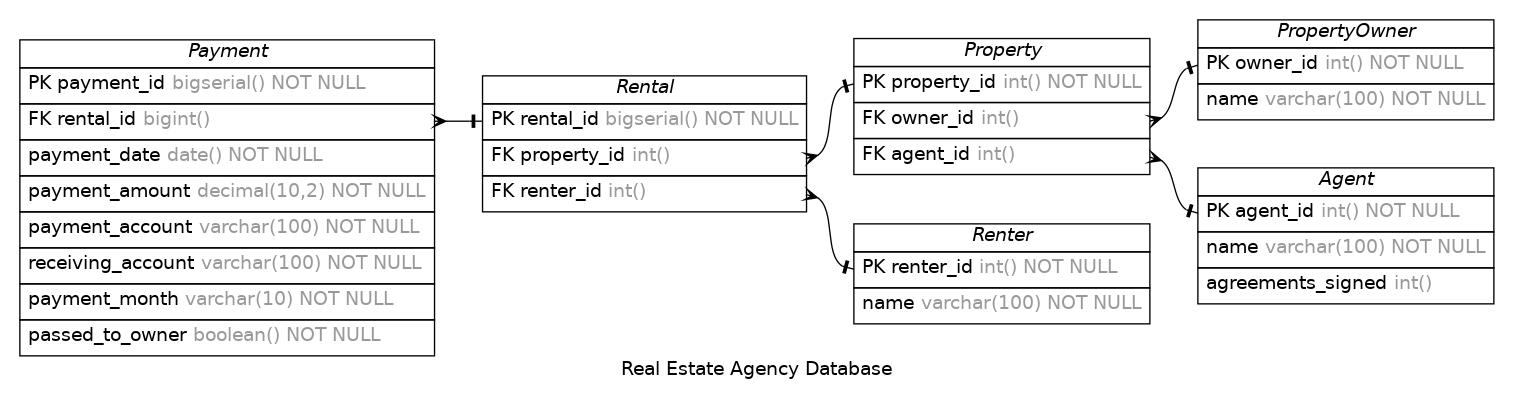 Payment
PK payment_id bigserial() NOT NULL
FK rental_id bigint()
payment_date date() NOT NULL
payment_amount decimal(10,2) NOT NULL
payment_account varchar(100) NOT NULL
receiving_account varchar(100) NOT NULL
payment_month varchar(10) NOT NULL
passed_to_owner boolean() NOT NULL
Rental
PK rental_id bigserial() NOT NULL
FK property_id int()
FK renter_id int()
Property
PK property_id int() NOT NULL
FK owner_id int()
FK agent_id int()
Renter
PK renter_id int() NOT NULL
name varchar(100) NOT NULL
PropertyOwner
PK owner_id int() NOT NULL
name varchar(100) NOT NULL
Agent
PK agent_id int() NOT NULL
name varchar(100) NOT NULL
agreements_signed int()
Real Estate Agency Database